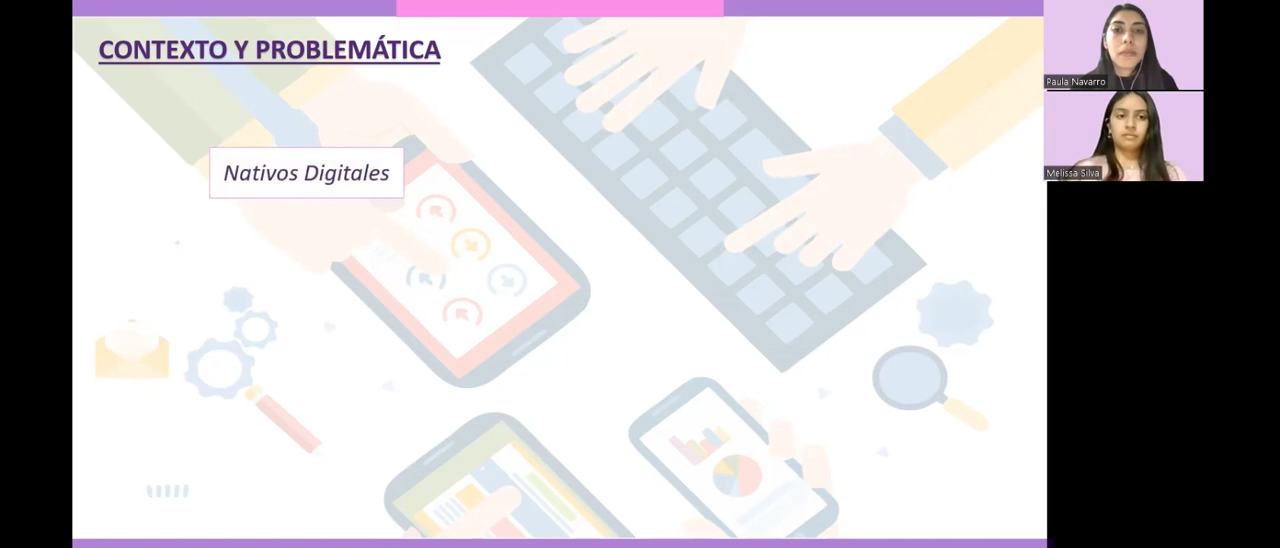 CONTEXTO Y PROBLEMÁTICA
Nativos Digitales
Paula Navarro
Melissa Silva